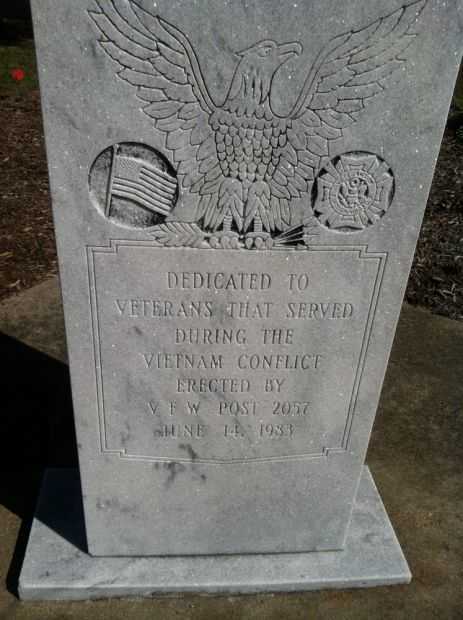 DEDICATED TO
VETERANS THAT SERVED
DURING THE
VIETNAM CONFLICT
ERECTED BY
V F W POST 2057
JUNE 14, 1983